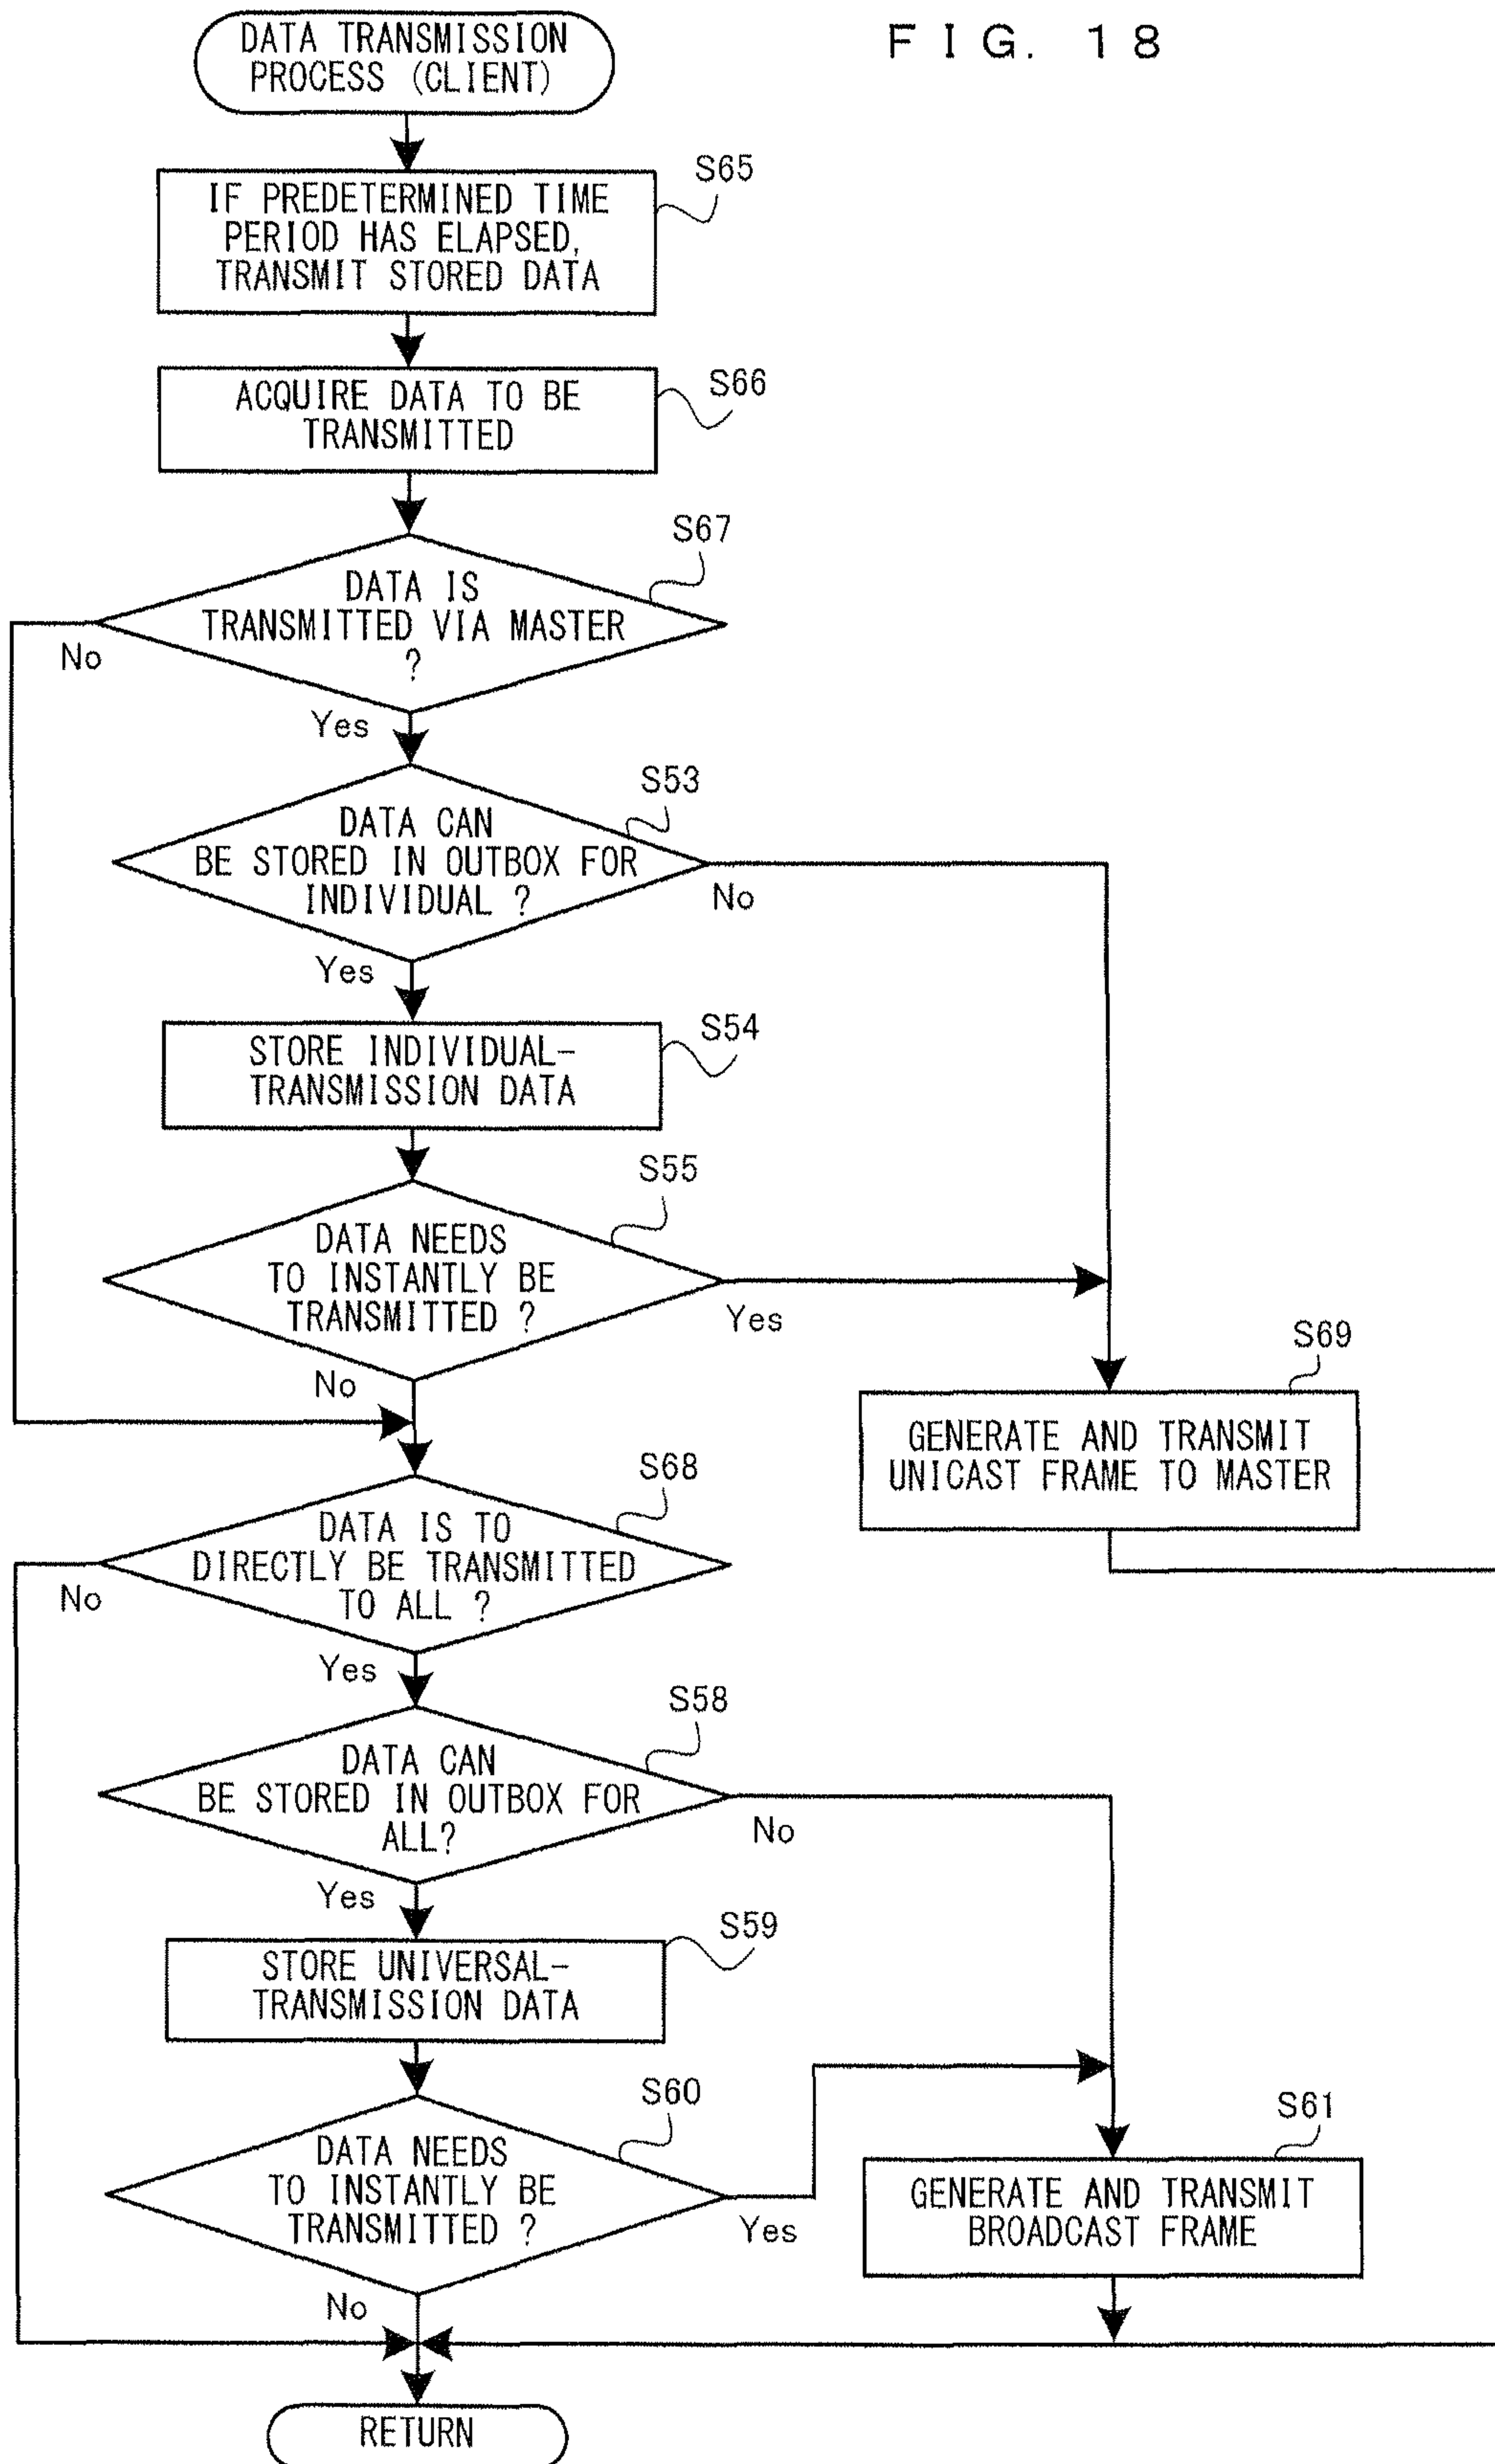 FIG. 18
DATA TRANSMISSION
PROCESS (CLIENT)
S65
IF PREDETERMINED TIME
PERIOD HAS ELAPSED,
TRANSMIT STORED DATA
S66
ACQUIRE DATA TO BE
TRANSMITTED
S67
DATA IS
TRANSMITTED VIA MASTER
?
No
Yes
S53
DATA CAN
BE STORED IN OUTBOX FOR
INDIVIDUAL ?
No
Yes
S54
STORE INDIVIDUAL-
TRANSMISSION DATA
S55
DATA NEEDS
TO INSTANTLY BE
TRANSMITTED ?
Yes
No
S69
GENERATE AND TRANSMIT
UNICAST FRAME TO MASTER
S68
DATA IS TO
DIRECTLY BE TRANSMITTED
TO ALL ?
No
Yes
S58
DATA CAN
BE STORED IN OUTBOX FOR
ALL?
No
Yes
S59
STORE UNIVERSAL-
TRANSMISSION DATA
S60
DATA NEEDS
TO INSTANTLY BE
TRANSMITTED ?
Yes
No
S61
GENERATE AND TRANSMIT
BROADCAST FRAME
RETURN